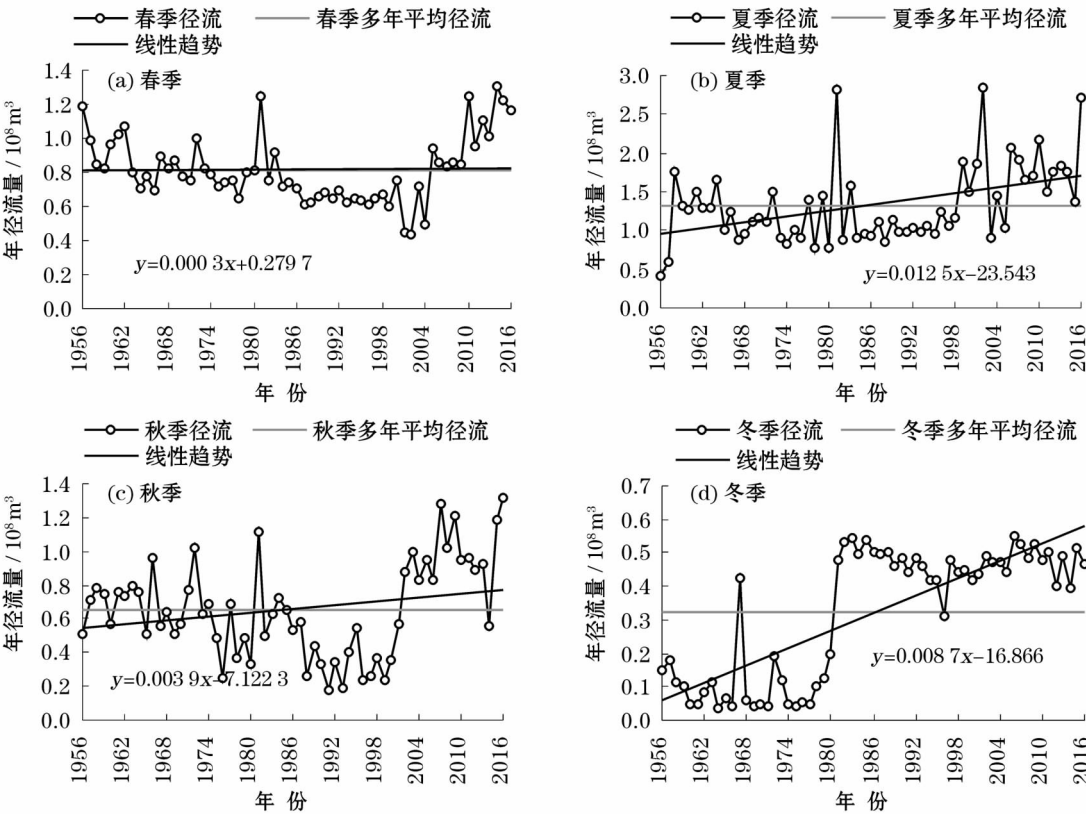 春季径流 春季多年平均径流
线性趋势
(a) 春季
年径流量 / 10⁸m³
1.4
1.2
1.0
0.8
0.6
0.4
0.2
0.0
y=0.000 3x+0.279 7
1956 1962 1968 1974 1980 1986 1992 1998 2004 2010 2016
年 份
夏季径流 夏季多年平均径流
线性趋势
(b) 夏季
年径流量 / 10⁸m³
3.0
2.5
2.0
1.5
1.0
0.5
0.0
y=0.012 5x−23.543
1956 1962 1968 1974 1980 1986 1992 1998 2004 2010 2016
年 份
秋季径流 秋季多年平均径流
线性趋势
(c) 秋季
年径流量 / 10⁸m³
1.4
1.2
1.0
0.8
0.6
0.4
0.2
0.0
y=0.003 9x−7.122 3
1956 1962 1968 1974 1980 1986 1992 1998 2004 2010 2016
年 份
冬季径流 冬季多年平均径流
线性趋势
(d) 冬季
年径流量 / 10⁸m³
0.7
0.6
0.5
0.4
0.3
0.2
0.1
0.0
y=0.008 7x−16.866
1956 1962 1968 1974 1980 1986 1992 1998 2004 2010 2016
年 份